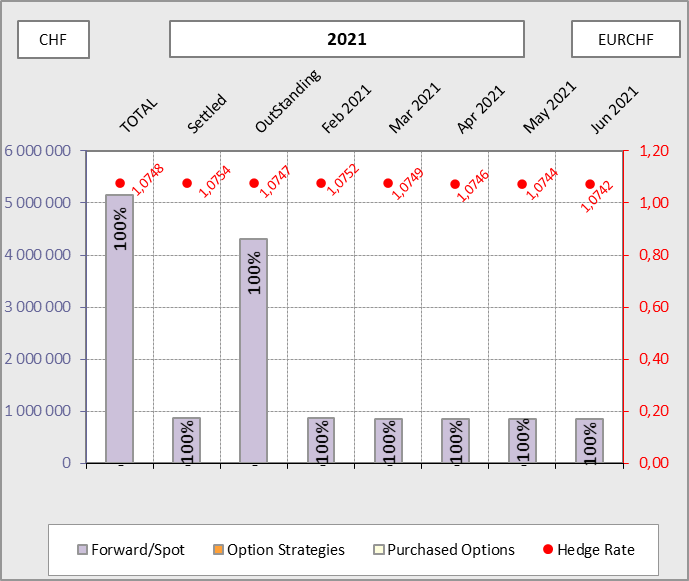 CHF
2021
EURCHF
TOTAL
Settled
OutStanding
Feb 2021
Mar 2021
Apr 2021
May 2021
Jun 2021
6 000 000
5 000 000
4 000 000
3 000 000
2 000 000
1 000 000
0
1,0748
1,0754
1,0747
1,0752
1,0749
1,0746
1,0744
1,0742
100%
100%
100%
100%
100%
100%
100%
100%
1,20
1,00
0,80
0,60
0,40
0,20
0,00
- - - - - - - -
Forward/Spot Option Strategies Purchased Options Hedge Rate